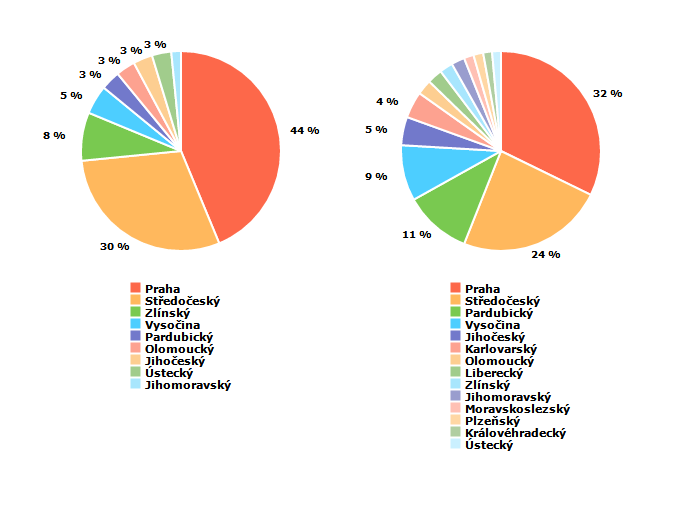 3 %
3 %
3 %
3 %
5 %
8 %
44 %
30 %
Praha
Středočeský
Zlínský
Vysočina
Pardubický
Olomoucký
Jihočeský
Ústecký
Jihomoravský
4 %
5 %
9 %
11 %
32 %
24 %
Praha
Středočeský
Pardubický
Vysočina
Jihočeský
Karlovarský
Olomoucký
Liberecký
Zlínský
Jihomoravský
Moravskoslezský
Plzeňský
Královéhradecký
Ústecký